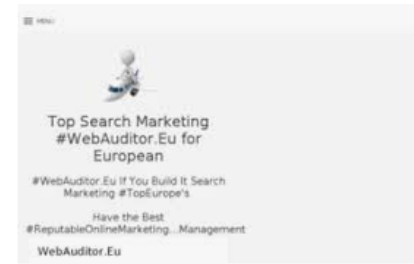 MENU
Top Search Marketing
#WebAuditor.Eu for
European
#WebAuditor.Eu If You Build It Search
Marketing #TopEurope's
Have the Best
#ReputableOnlineMarketing...Management
WebAuditor.Eu